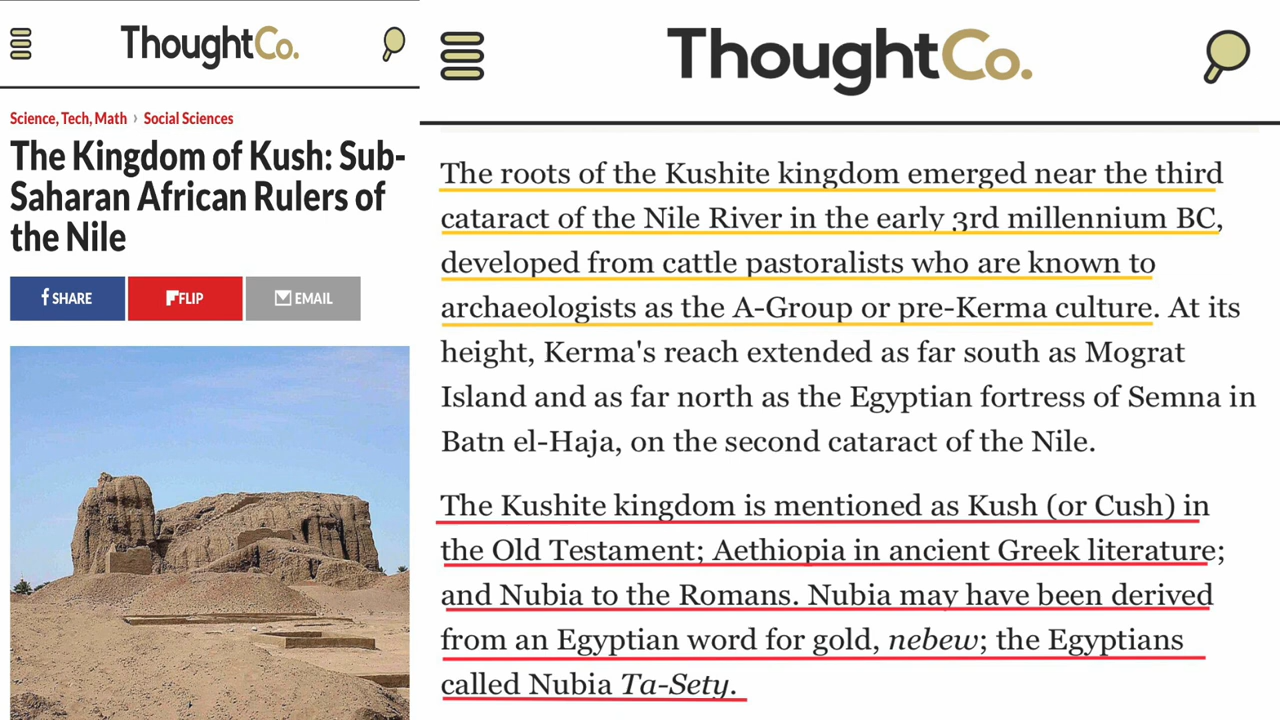 ThoughtCo.
Science, Tech, Math › Social Sciences
The Kingdom of Kush: Sub-
Saharan African Rulers of
the Nile
f SHARE
FLIP
EMAIL
ThoughtCo.
The roots of the Kushite kingdom emerged near the third
cataract of the Nile River in the early 3rd millennium BC,
developed from cattle pastoralists who are known to
archaeologists as the A-Group or pre-Kerma culture. At its
height, Kerma's reach extended as far south as Mograt
Island and as far north as the Egyptian fortress of Semna in
Batn el-Haja, on the second cataract of the Nile.
The Kushite kingdom is mentioned as Kush (or Cush) in
the Old Testament; Aethiopia in ancient Greek literature;
and Nubia to the Romans. Nubia may have been derived
from an Egyptian word for gold, nebew; the Egyptians
called Nubia Ta-Sety.